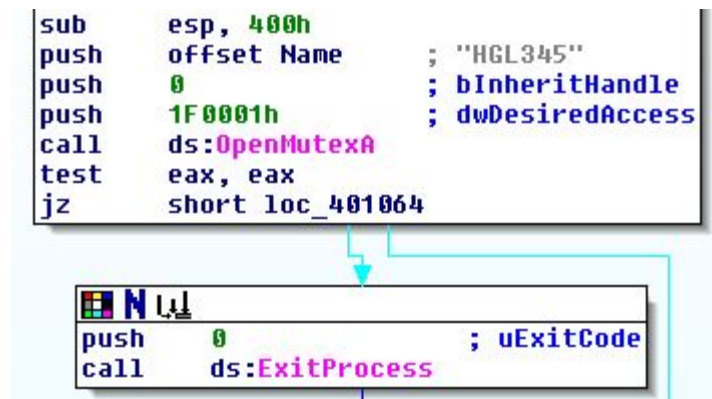 sub esp, 400h
push offset Name ; "HGL345"
push 0 ; bInheritHandle
push 1F0001h ; dwDesiredAccess
call ds:OpenMutexA
test eax, eax
jz short loc_401064
N
push 0 ; uExitCode
call ds:ExitProcess